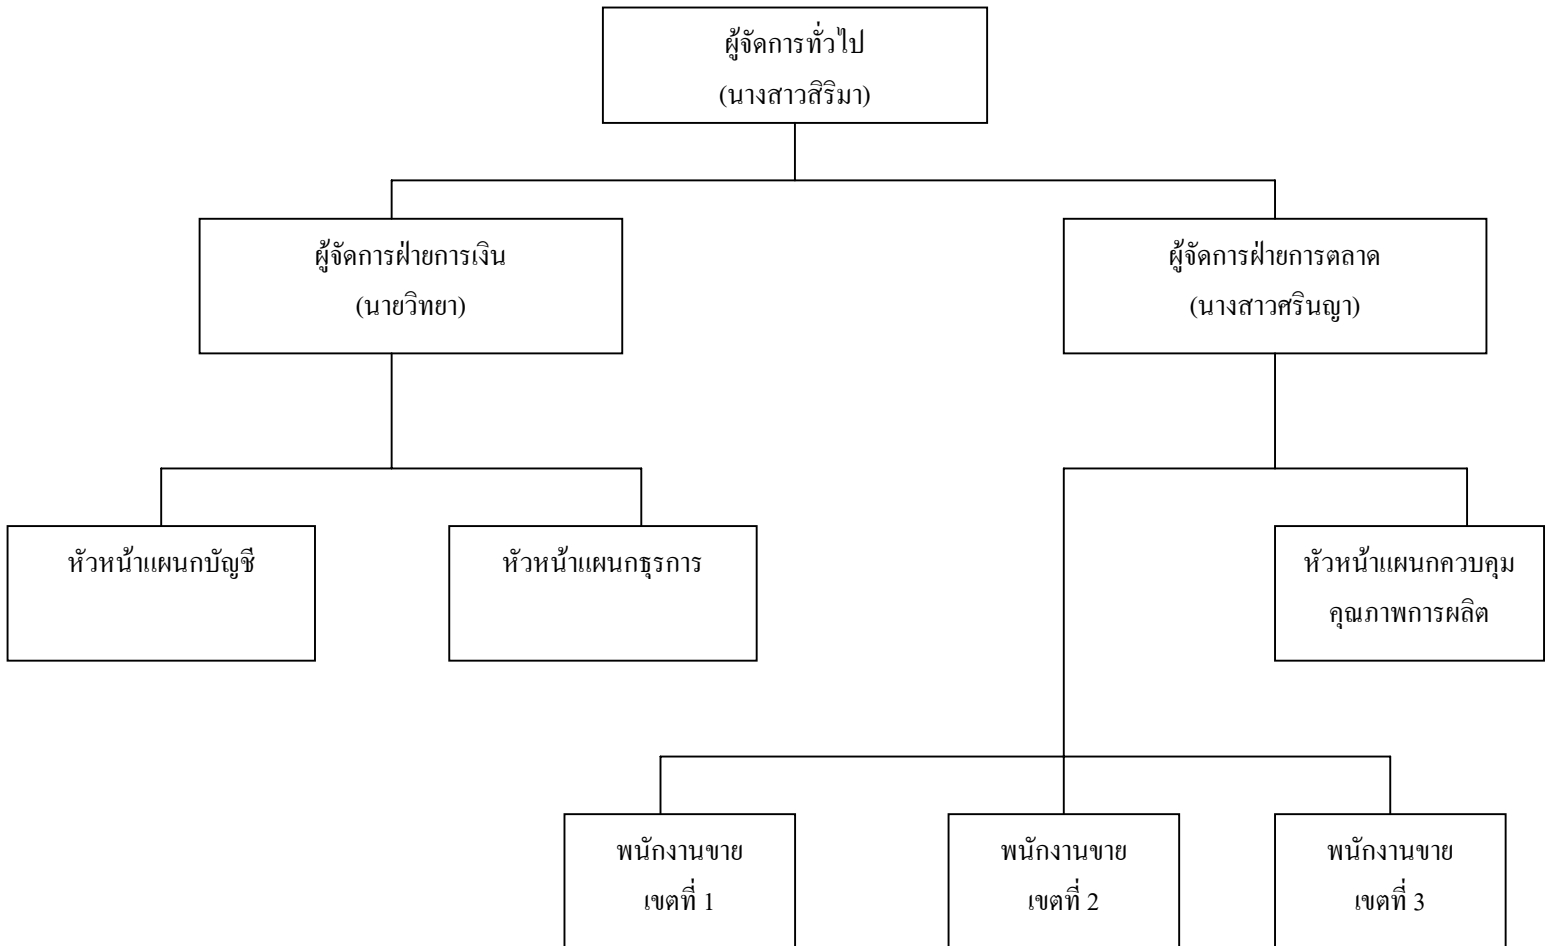 ผู้จัดการทั่วไป
(นางสาวสิริมา)
ผู้จัดการฝ่ายการเงิน
(นายวิทยา)
ผู้จัดการฝ่ายการตลาด
(นางสาวศรินญา)
หัวหน้าแผนกบัญชี
หัวหน้าแผนกธุรการ
หัวหน้าแผนกควบคุม
คุณภาพการผลิต
พนักงานขาย
เขตที่ 1
พนักงานขาย
เขตที่ 2
พนักงานขาย
เขตที่ 3